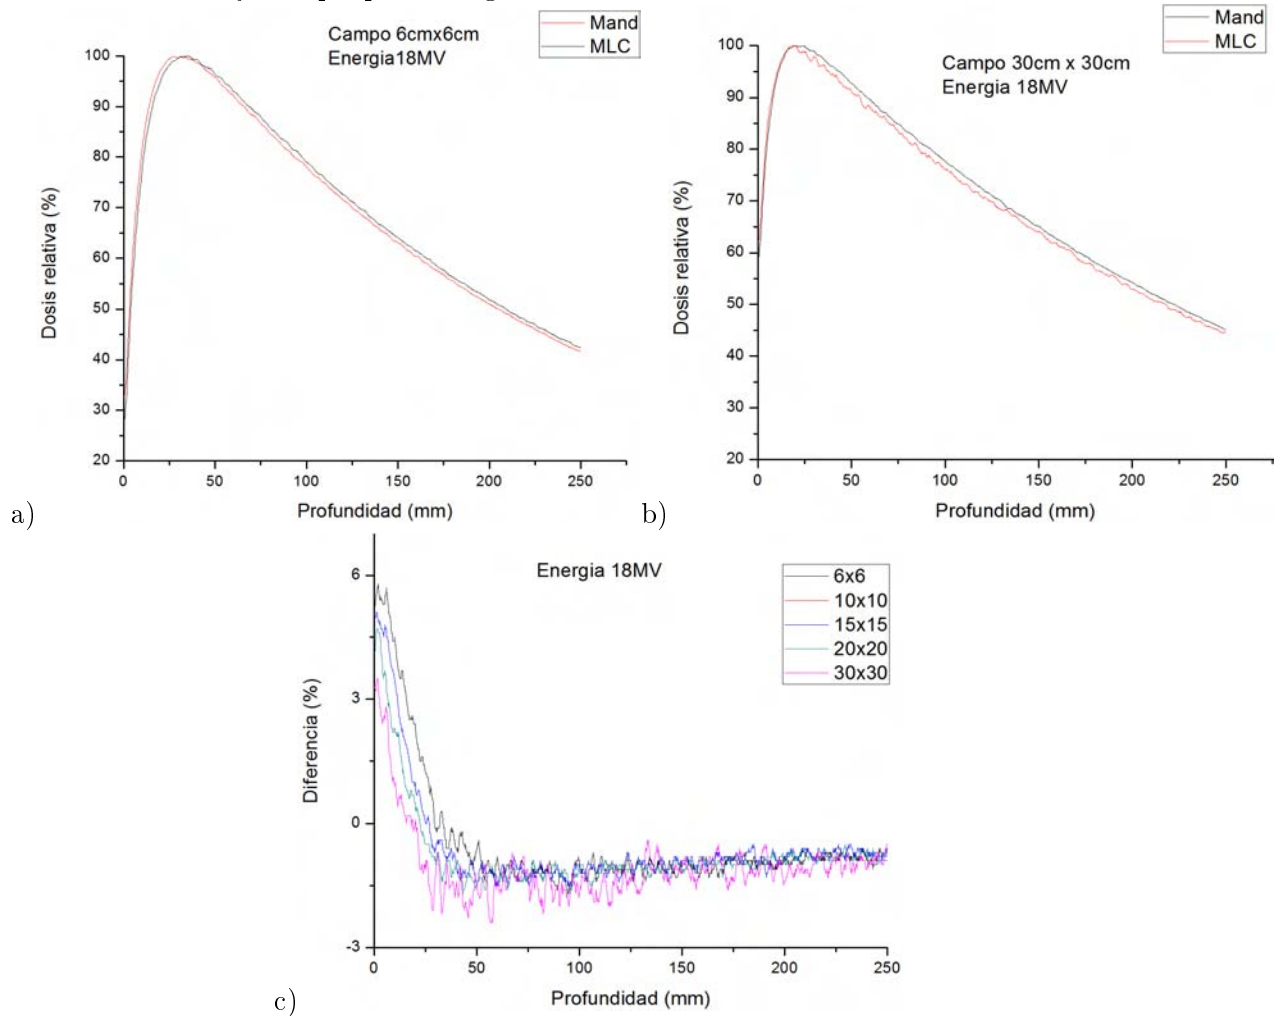 Campo 6cmx6cm
Energia18MV
Mand
MLC
100
90
80
70
60
50
40
30
20
0
50
100
150
200
250
Dosis relativa (%)
Profundidad (mm)
a)
Campo 30cm x 30cm
Energia 18MV
Mand
MLC
100
90
80
70
60
50
40
30
20
0
50
100
150
200
250
Dosis relativa (%)
Profundidad (mm)
b)
Energia 18MV
6x6
10x10
15x15
20x20
30x30
6
3
0
-3
0
50
100
150
200
250
Diferencia (%)
Profundidad (mm)
c)